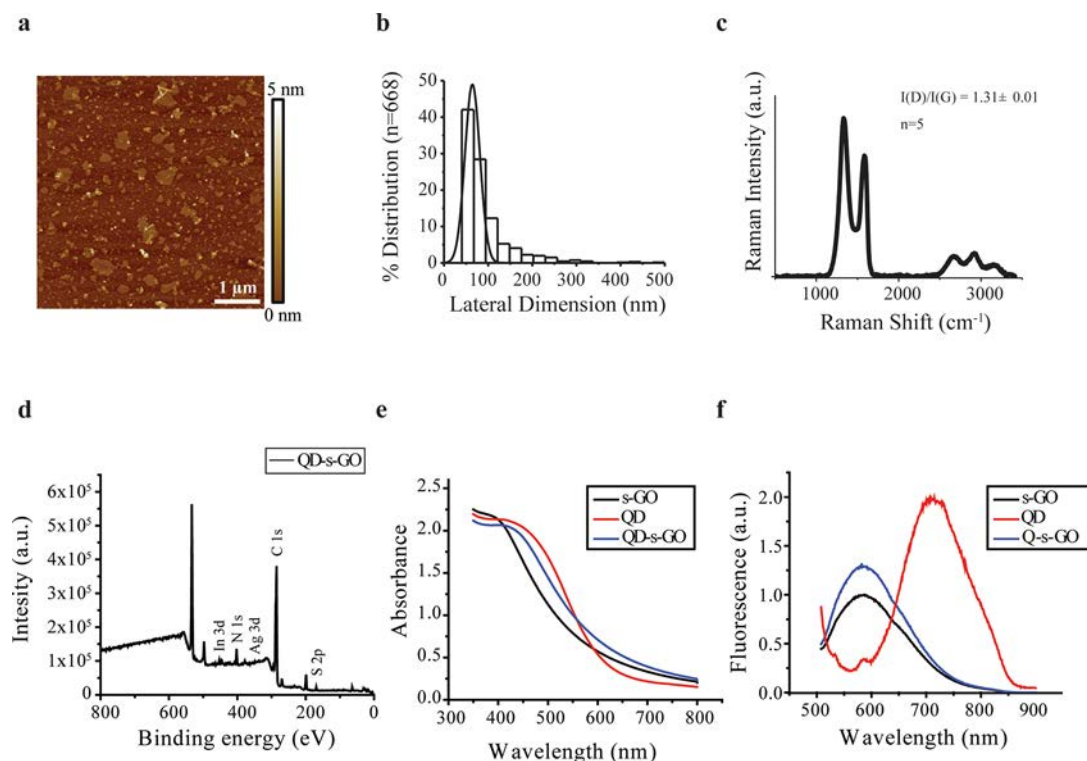 a
5 nm
1 μm
0 nm
b
% Distribution (n=668)
50
40
30
20
10
0
0 100 200 300 400 500
Lateral Dimension (nm)
c
Raman Intensity (a.u.)
I(D)/I(G) = 1.31± 0.01
n=5
1000 2000 3000
Raman Shift (cm⁻¹)
d
QD-s-GO
Intesity (a.u.)
6x10⁵
5x10⁵
4x10⁵
3x10⁵
2x10⁵
1x10⁵
0
In 3d
N 1s
Ag 3d
C 1s
S 2p
800 600 400 200 0
Binding energy (eV)
e
s-GO
QD
QD-s-GO
Absorbance
2.5
2.0
1.5
1.0
0.5
0.0
300 400 500 600 700 800
Wavelength (nm)
f
s-GO
QD
Q-s-GO
Fluorescence (a.u.)
2.0
1.5
1.0
0.5
0.0
500 600 700 800 900
Wavelength (nm)